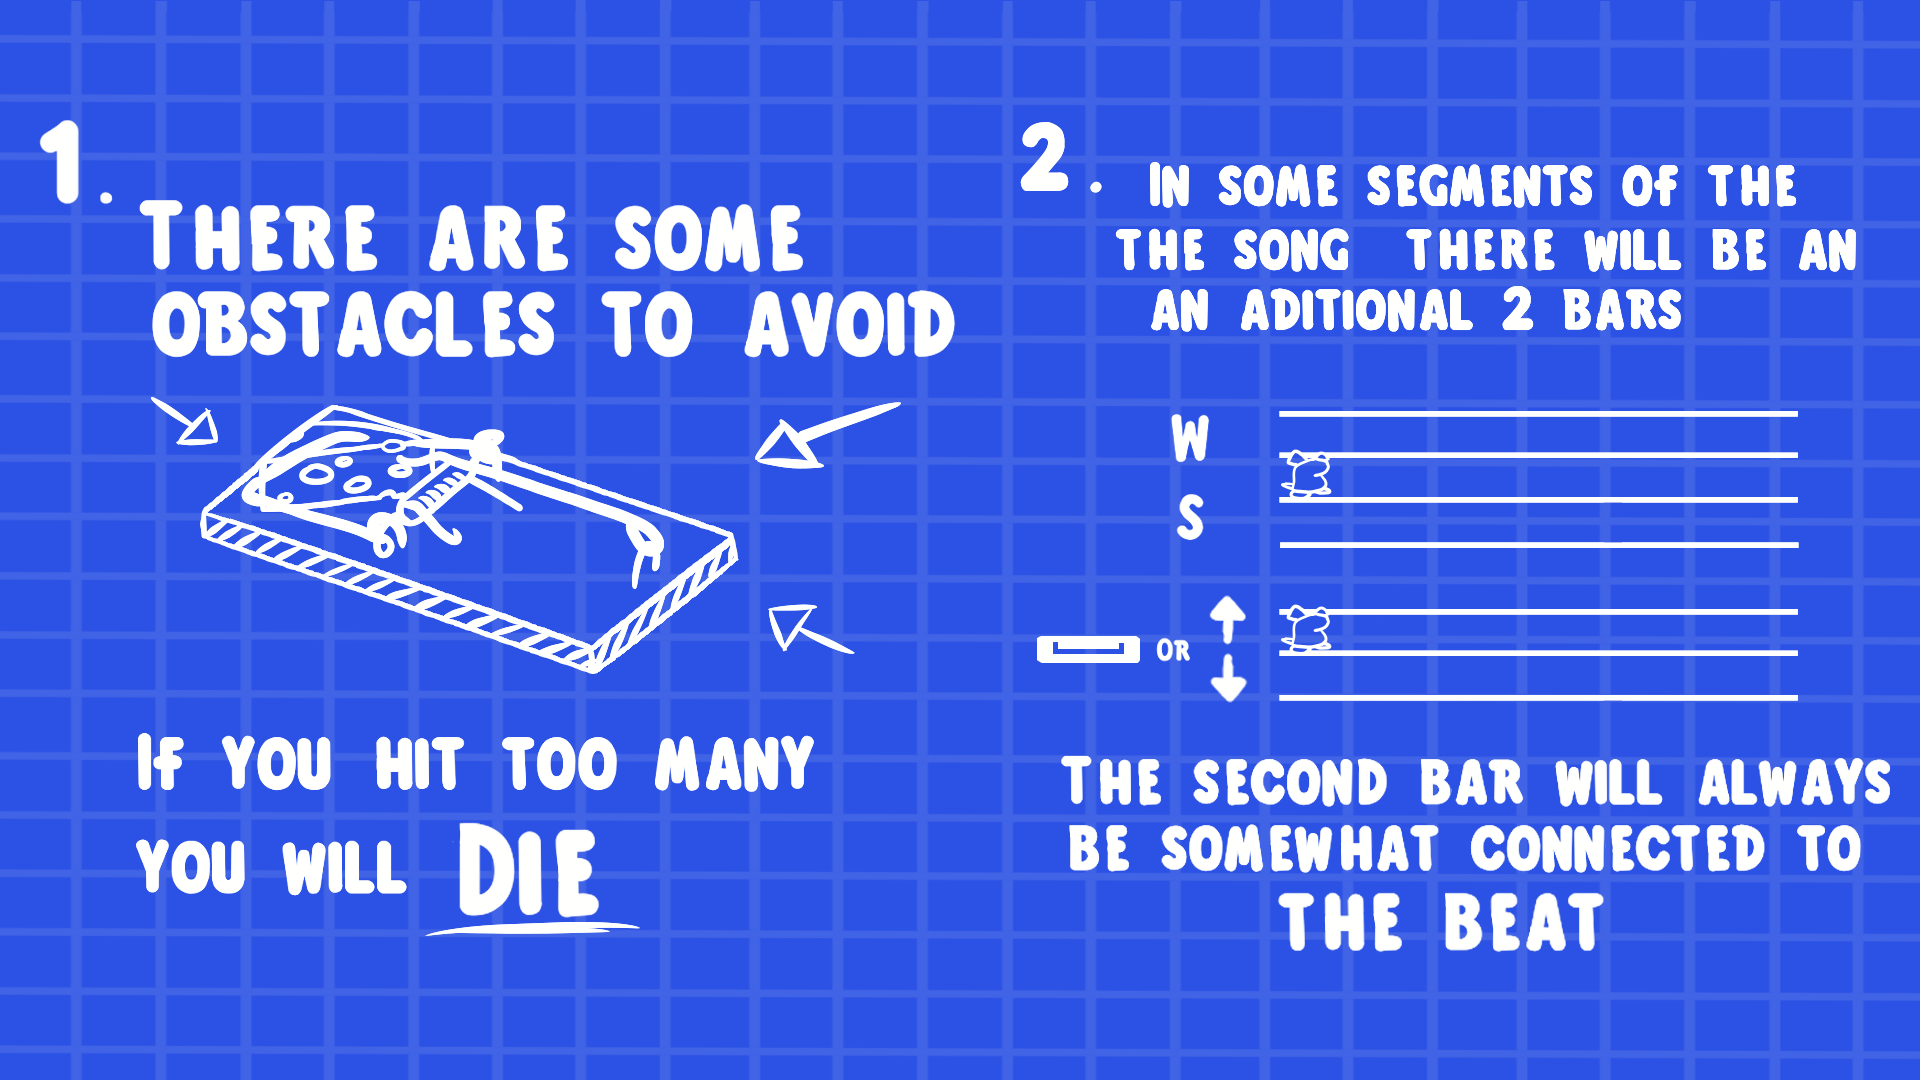 1.
THERE ARE SOME
OBSTACLES TO AVOID
IF YOU HIT TOO MANY
YOU WILL DIE
2.
IN SOME SEGMENTS OF THE
THE SONG THERE WILL BE AN
AN ADITIONAL 2 BARS
W
S
OR
THE SECOND BAR WILL ALWAYS
BE SOMEWHAT CONNECTED TO
THE BEAT